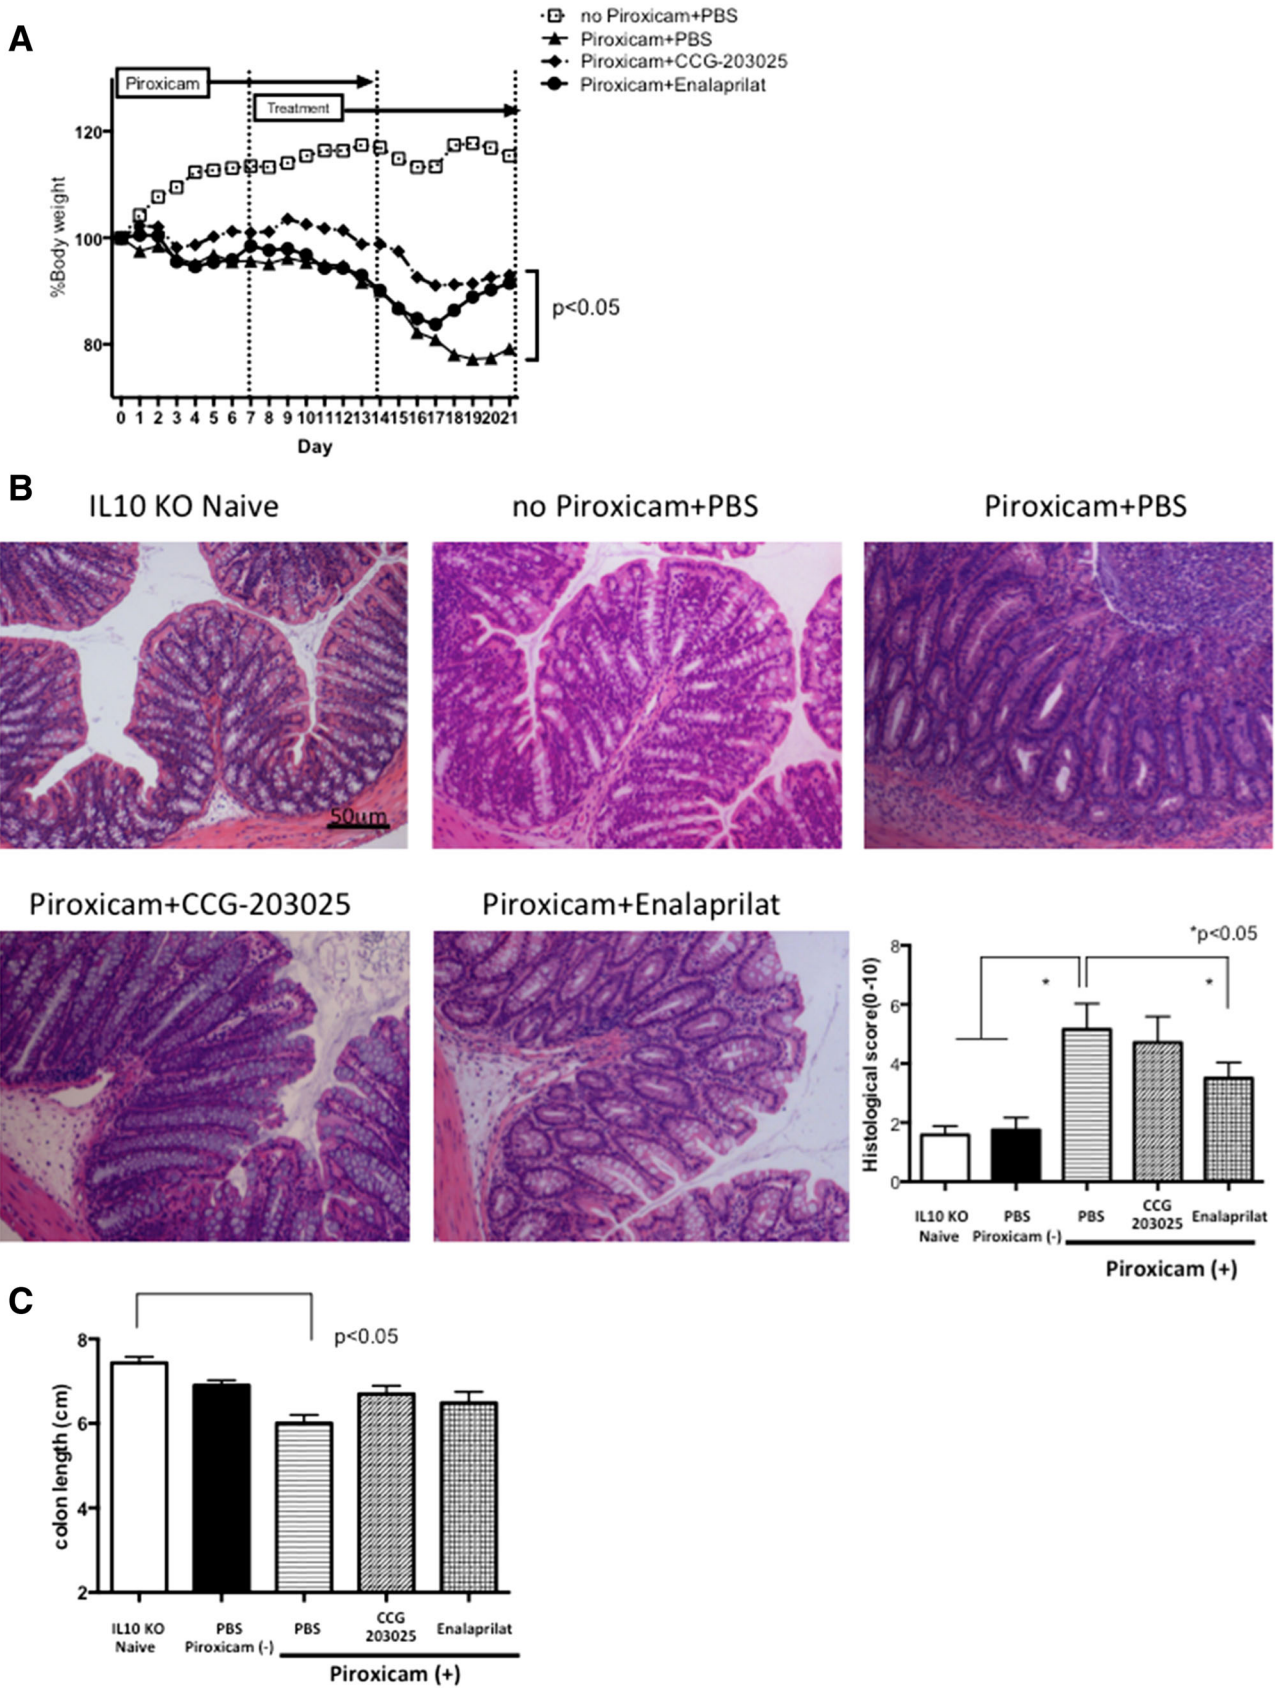 A
no Piroxicam+PBS
Piroxicam+PBS
Piroxicam+CCG-203025
Piroxicam+Enalaprilat
Piroxicam
Treatment
%Body weight
120
100
80
p<0.05
0 1 2 3 4 5 6 7 8 9 10 11 12 13 14 15 16 17 18 19 20 21
Day
B
IL10 KO Naive
no Piroxicam+PBS
Piroxicam+PBS
50um
Piroxicam+CCG-203025
Piroxicam+Enalaprilat
*p<0.05
Histological score(0-10)
8
6
4
2
0
*
*
IL10 KO
Naive
PBS
Piroxicam (-)
PBS
CCG
203025
Enalaprilat
Piroxicam (+)
C
p<0.05
colon length (cm)
8
6
4
2
IL10 KO
Naive
PBS
Piroxicam (-)
PBS
CCG
203025
Enalaprilat
Piroxicam (+)